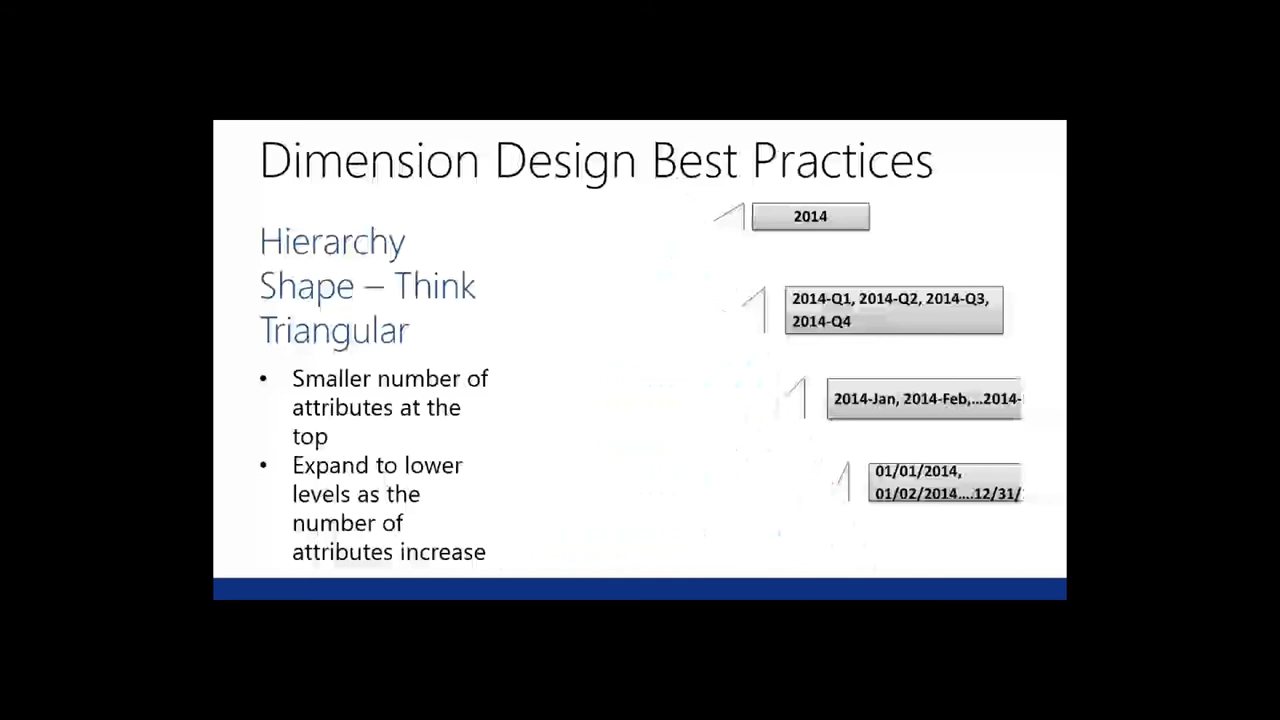 Dimension Design Best Practices
Hierarchy
Shape – Think
Triangular
• Smaller number of
attributes at the
top
• Expand to lower
levels as the
number of
attributes increase
2014
2014-Q1, 2014-Q2, 2014-Q3,
2014-Q4
2014-Jan, 2014-Feb,...2014-
01/01/2014,
01/02/2014....12/31/